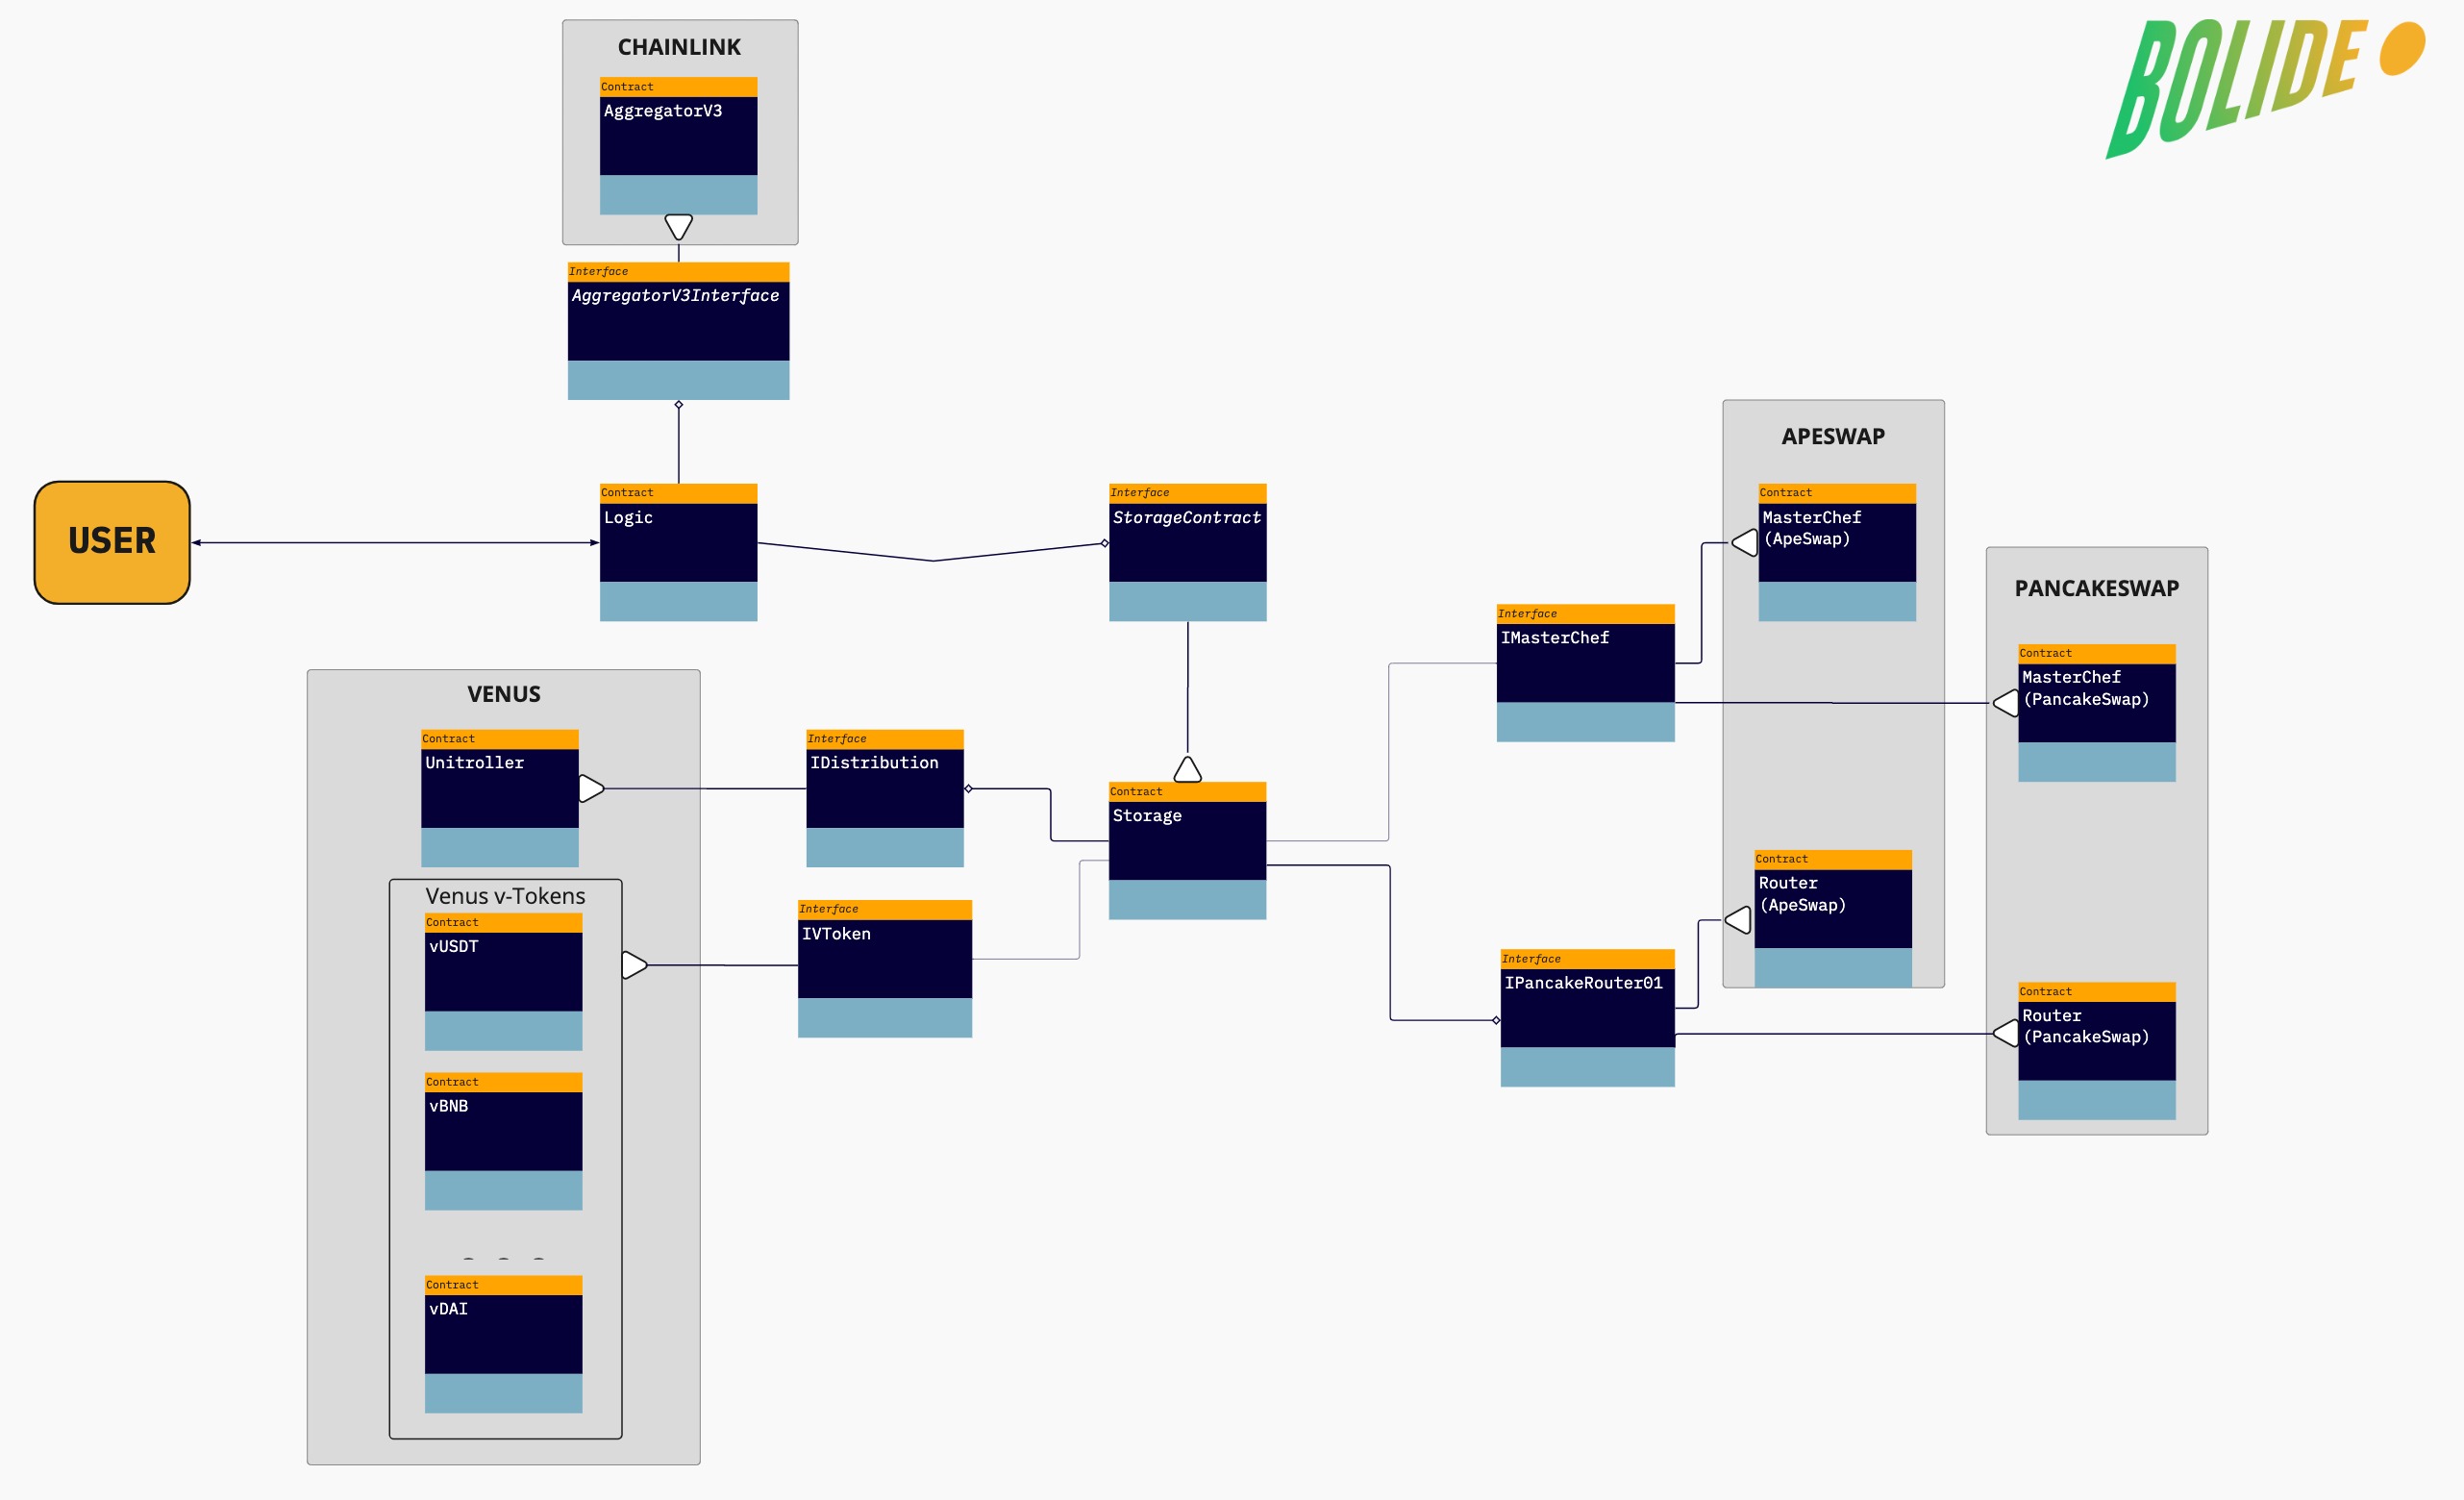 BOLIDE
CHAINLINK
Contract
AggregatorV3
Interface
AggregatorV3Interface
USER
Contract
Logic
Interface
StorageContract
APESWAP
Contract
MasterChef
(ApeSwap)
PANCAKESWAP
Interface
IMasterChef
Contract
MasterChef
(PancakeSwap)
VENUS
Contract
Unitroller
Interface
IDistribution
Contract
Storage
Contract
Router
(ApeSwap)
Venus v-Tokens
Contract
vUSDT
Interface
IVToken
Interface
IPancakeRouter01
Contract
Router
(PancakeSwap)
Contract
vBNB
Contract
vDAI